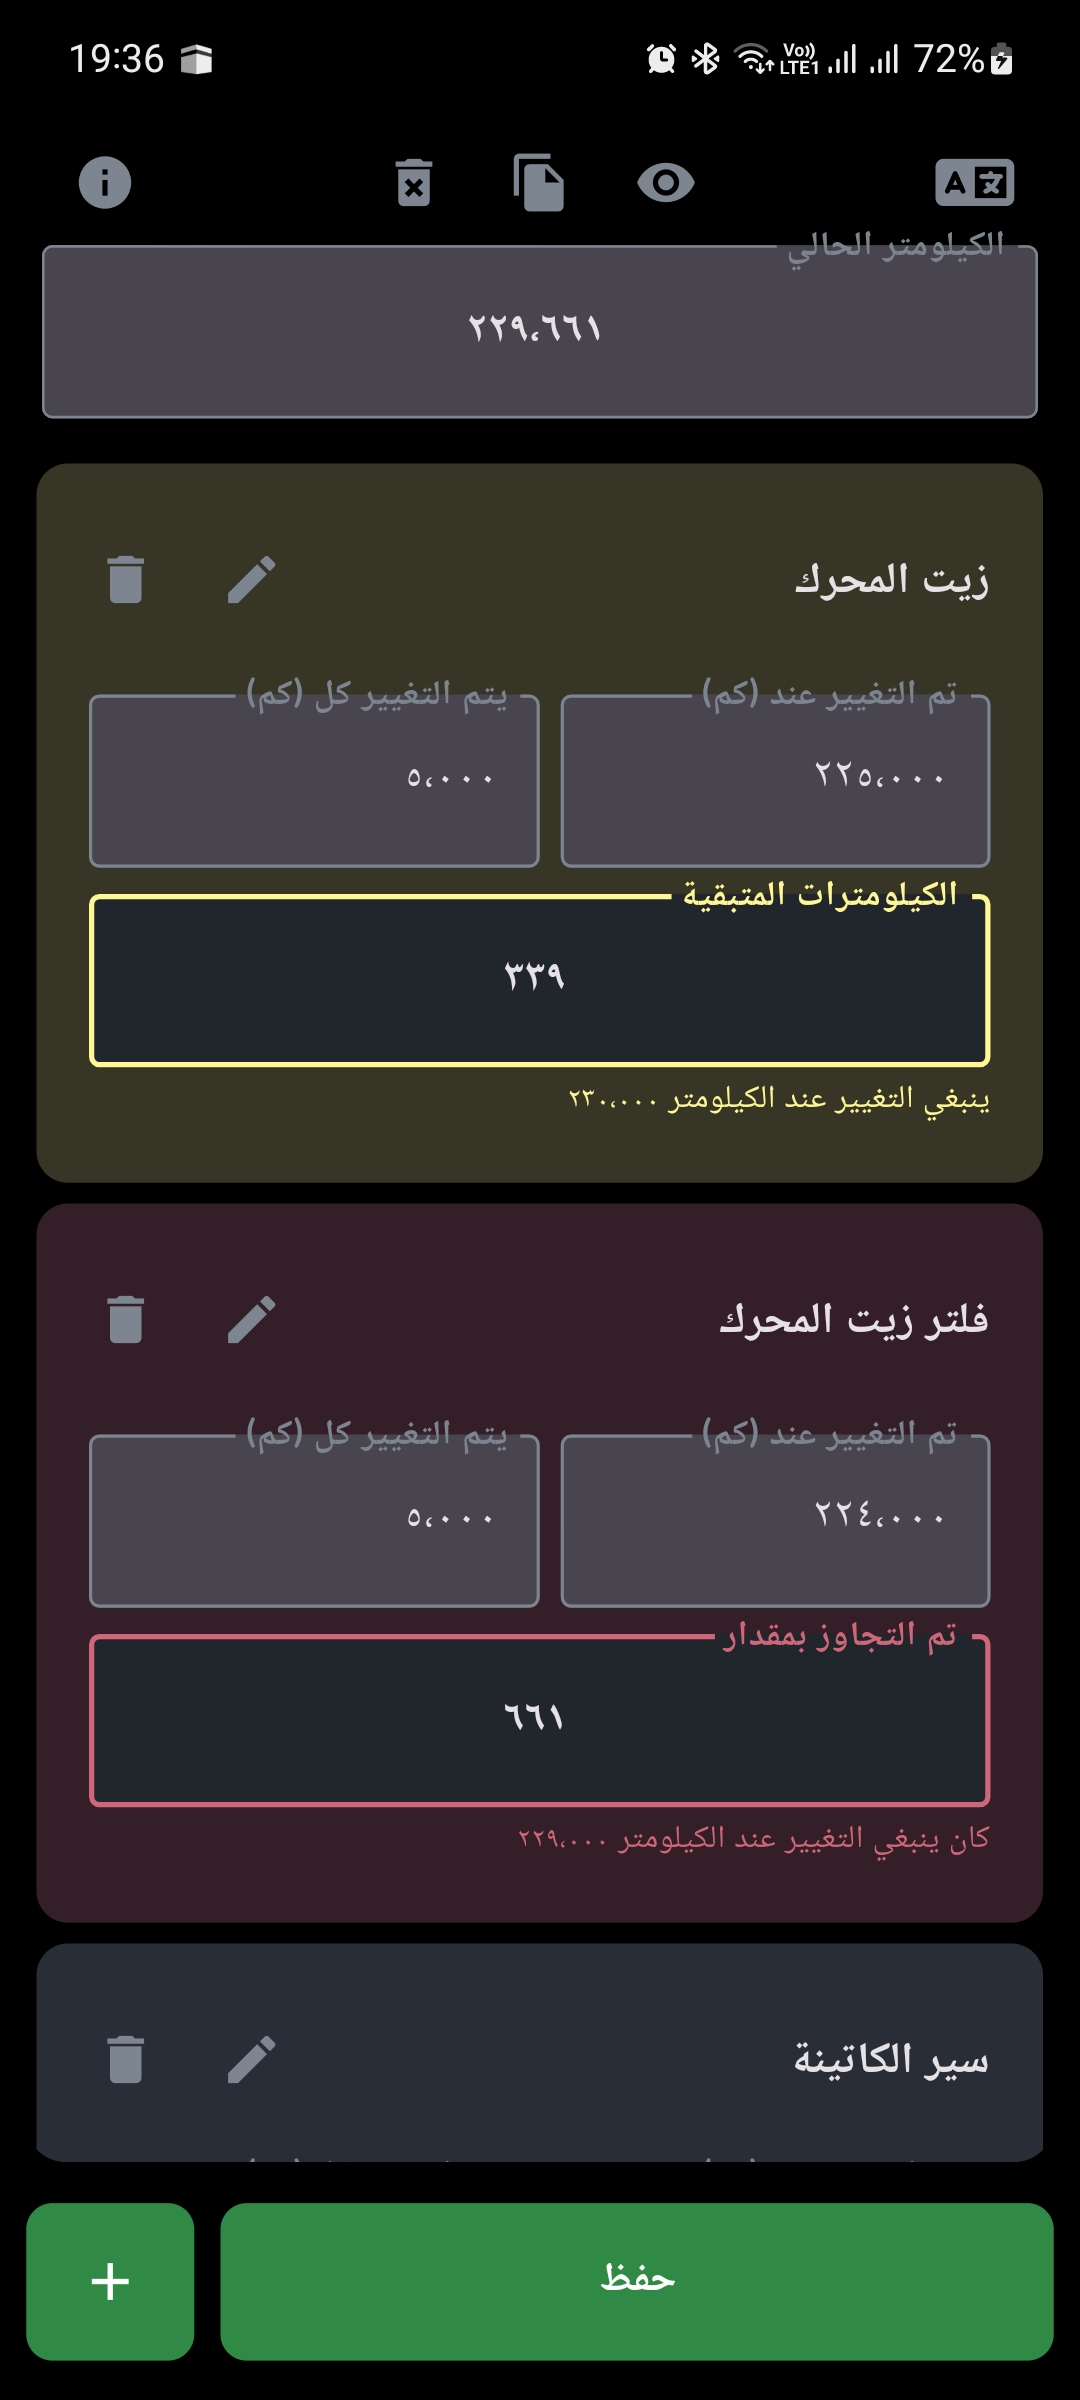 19:36
Vo)) LTE1 72%
الكيلومتر الحالي
٢٢٩،٦٦١
زيت المحرك
تم التغيير عند (كم)
يتم التغيير كل (كم)
٢٢٥،٠٠٠
٥،٠٠٠
الكيلومترات المتبقية
٣٣٩
ينبغي التغيير عند الكيلومتر ٢٣٠،٠٠٠
فلتر زيت المحرك
تم التغيير عند (كم)
يتم التغيير كل (كم)
٢٢٤،٠٠٠
٥،٠٠٠
تم التجاوز بمقدار
٦٦١
كان ينبغي التغيير عند الكيلومتر ٢٢٩،٠٠٠
سير الكاتينة
+
حفظ